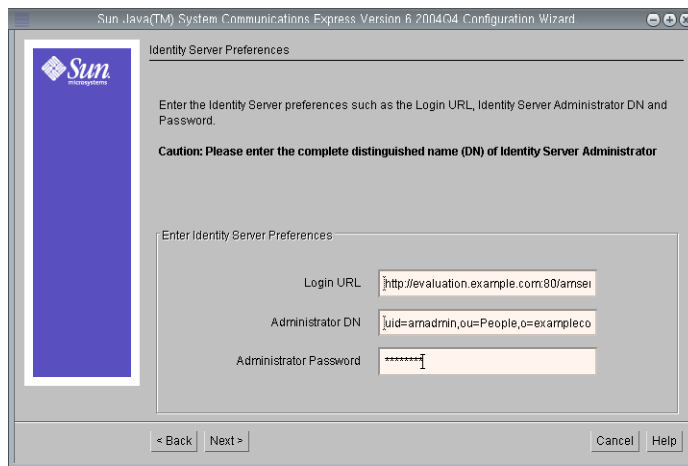 Sun Java(TM) System Communications Express Version 6 2004Q4 Configuration Wizard
Sun
microsystems
Identity Server Preferences
Enter the Identity Server preferences such as the Login URL, Identity Server Administrator DN and
Password.
Caution: Please enter the complete distinguished name (DN) of Identity Server Administrator
Enter Identity Server Preferences
Login URL
http://evaluation.example.com:80/amser
Administrator DN
uid=amadmin,ou=People,o=exampleco
Administrator Password
********
< Back
Next >
Cancel
Help